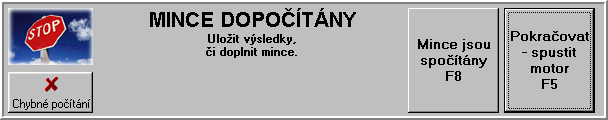 STOP
MINCE DOPOČÍTÁNY
Uložit výsledky,
či doplnit mince.
Chybné počítání
Mince jsou
spočítány
F8
Pokračovat
- spustit
motor
F5